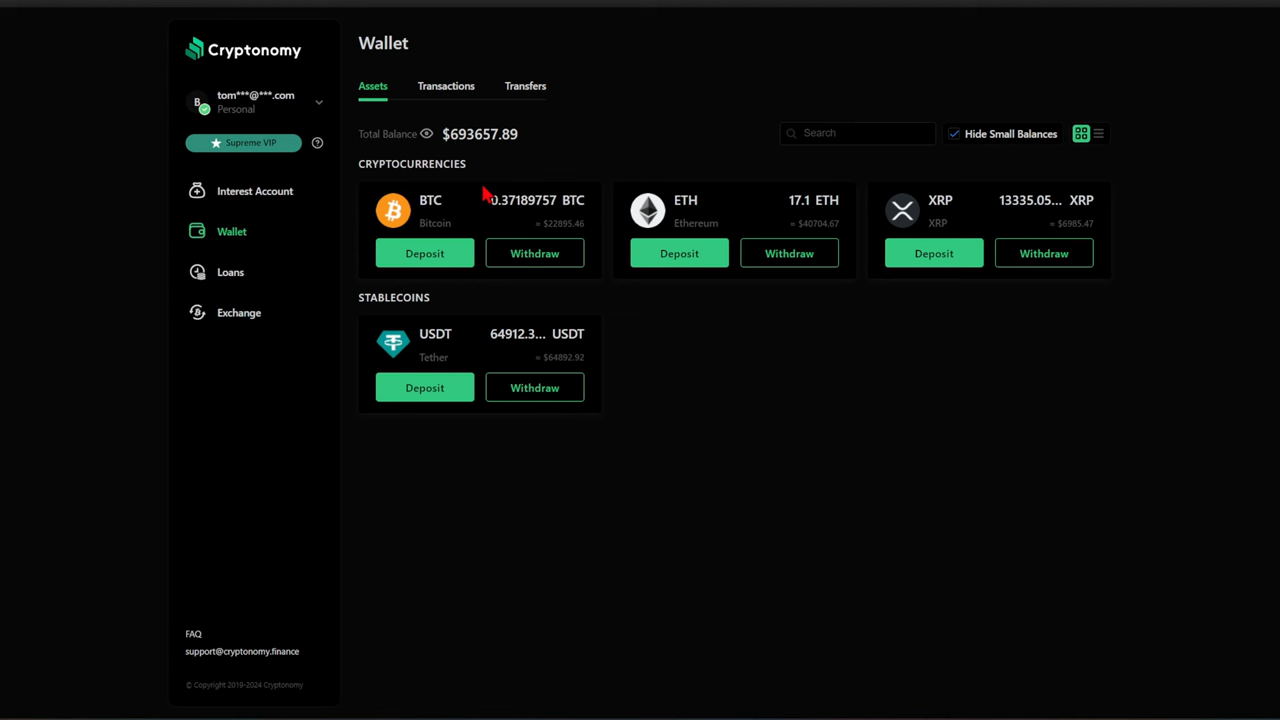 Cryptonomy
B
tom***@***.com
Personal
Supreme VIP
Interest Account
Wallet
Loans
Exchange
FAQ
support@cryptonomy.finance
© Copyright 2019-2024 Cryptonomy
Wallet
Assets Transactions Transfers
Total Balance $693657.89
Search
Hide Small Balances
CRYPTOCURRENCIES
BTC 0.37189757 BTC
Bitcoin ≈ $22895.46
Deposit Withdraw
ETH 17.1 ETH
Ethereum ≈ $40704.67
Deposit Withdraw
XRP 13335.05... XRP
XRP ≈ $6985.47
Deposit Withdraw
STABLECOINS
USDT 64912.3... USDT
Tether ≈ $64892.92
Deposit Withdraw